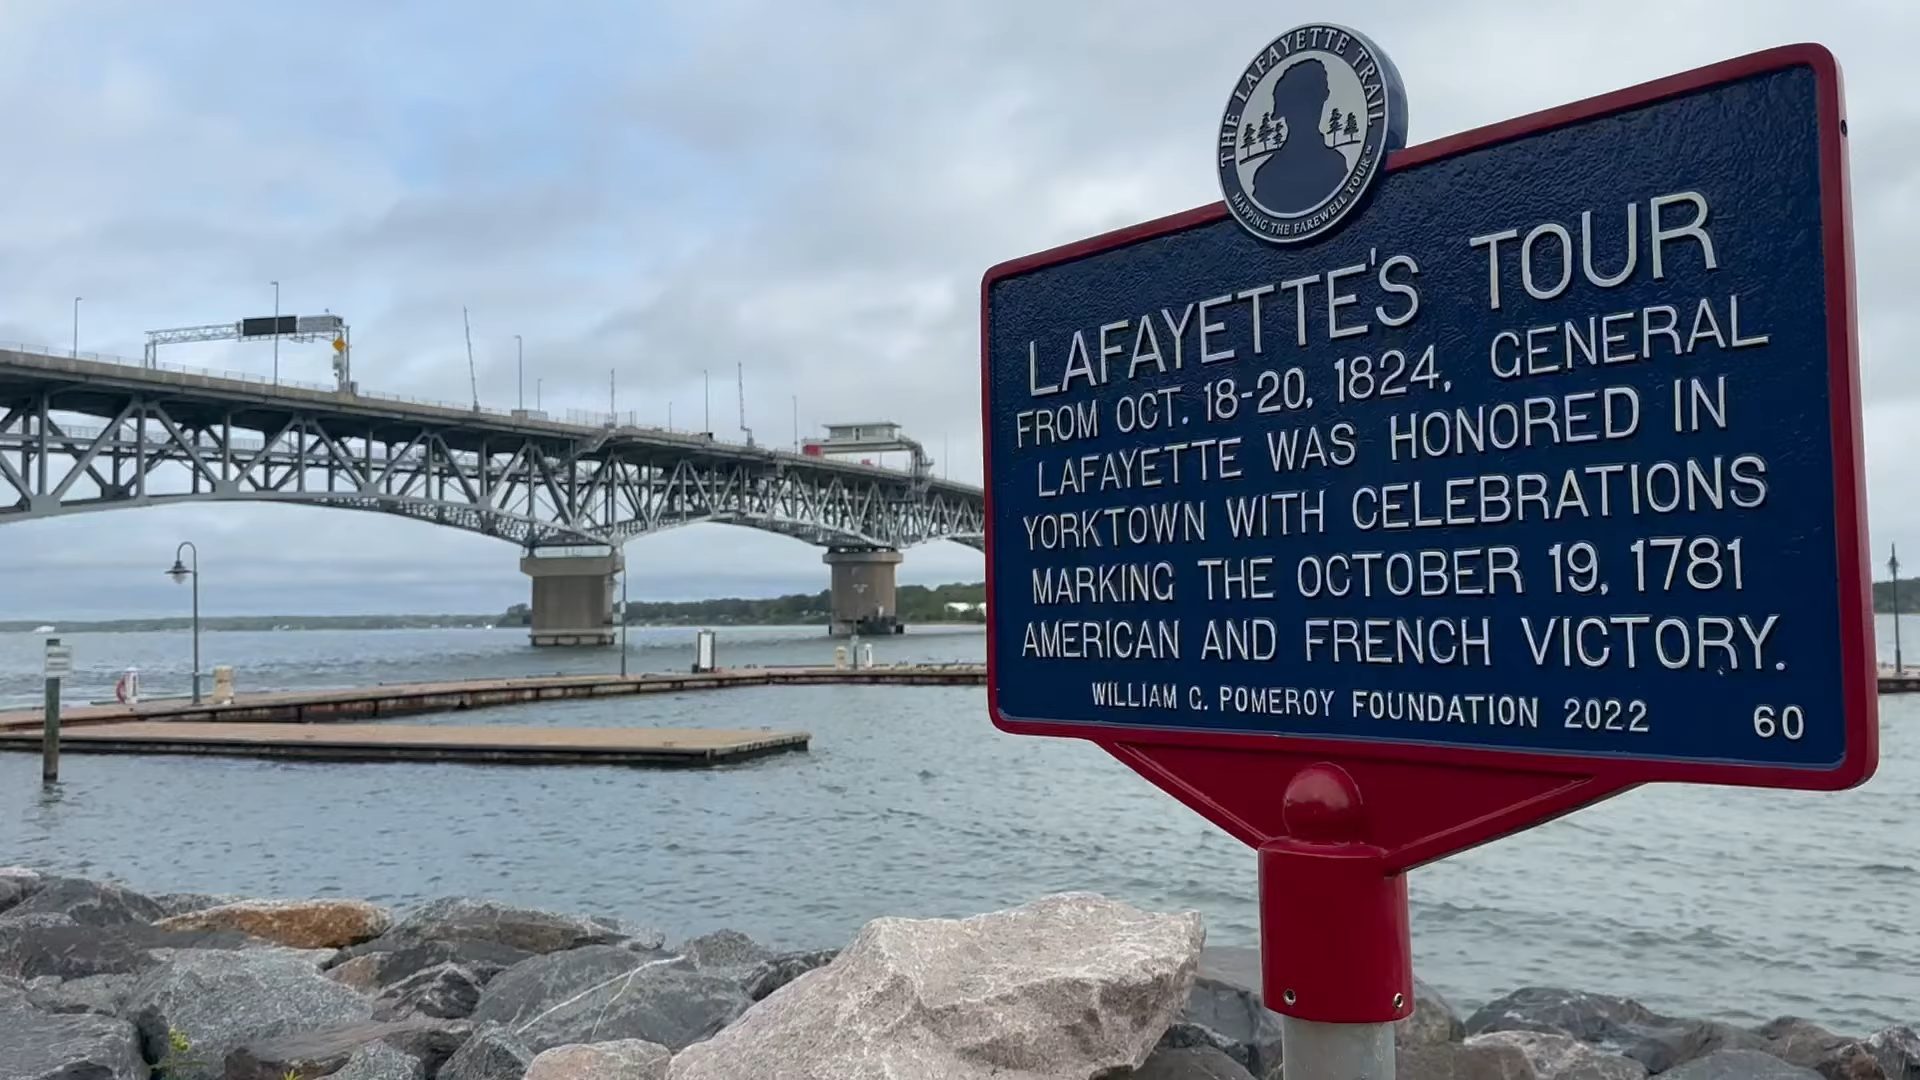 THE LAFAYETTE TRAIL
MAPPING THE FAREWELL TOUR™
LAFAYETTE'S TOUR
FROM OCT. 18-20, 1824, GENERAL
LAFAYETTE WAS HONORED IN
YORKTOWN WITH CELEBRATIONS
MARKING THE OCTOBER 19, 1781
AMERICAN AND FRENCH VICTORY.
WILLIAM G. POMEROY FOUNDATION 2022 60